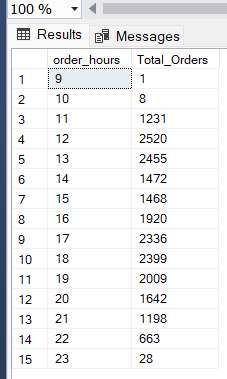 100 %
Results Messages
order_hours Total_Orders
1 9 1
2 10 8
3 11 1231
4 12 2520
5 13 2455
6 14 1472
7 15 1468
8 16 1920
9 17 2336
10 18 2399
11 19 2009
12 20 1642
13 21 1198
14 22 663
15 23 28